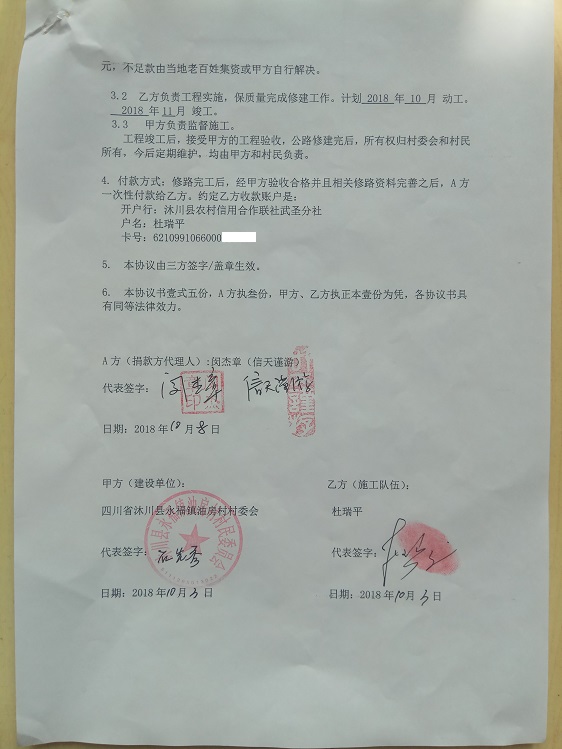 元，不足款由当地老百姓集资或甲方自行解决。
3.2 乙方负责工程实施，保质量完成修建工作。计划 2018 年 10 月 动工。
2018 年 11 月 竣工。
3.3 甲方负责监督施工。
工程竣工后，接受甲方的工程验收，公路修建完后，所有权归村委会和村民
所有，今后定期维护，均由甲方和村民负责。
4. 付款方式：修路完工后，经甲方验收合格并且相关修路资料完善之后，A 方
一次性付款给乙方。约定乙方收款账户是：
开户行：沐川县农村信用合作联社武圣分社
户名：杜瑞平
卡号：6210991066000
5. 本协议由三方签字/盖章生效。
6. 本协议书壹式五份，A 方执叁份，甲方、乙方执正本壹份为凭，各协议书具
有同等法律效力。
A 方（捐款方代理人）:闵杰章（信天谨游）
代表签字： 闵杰章 信天谨游
日期：2018 年 10 月 8 日
甲方（建设单位）： 乙方（施工队伍）：
四川省沐川县永福镇油房村村委会 杜瑞平
代表签字： 代表签字：
日期：2018 年 10 月 3 日 日期：2018 年 10 月 3 日